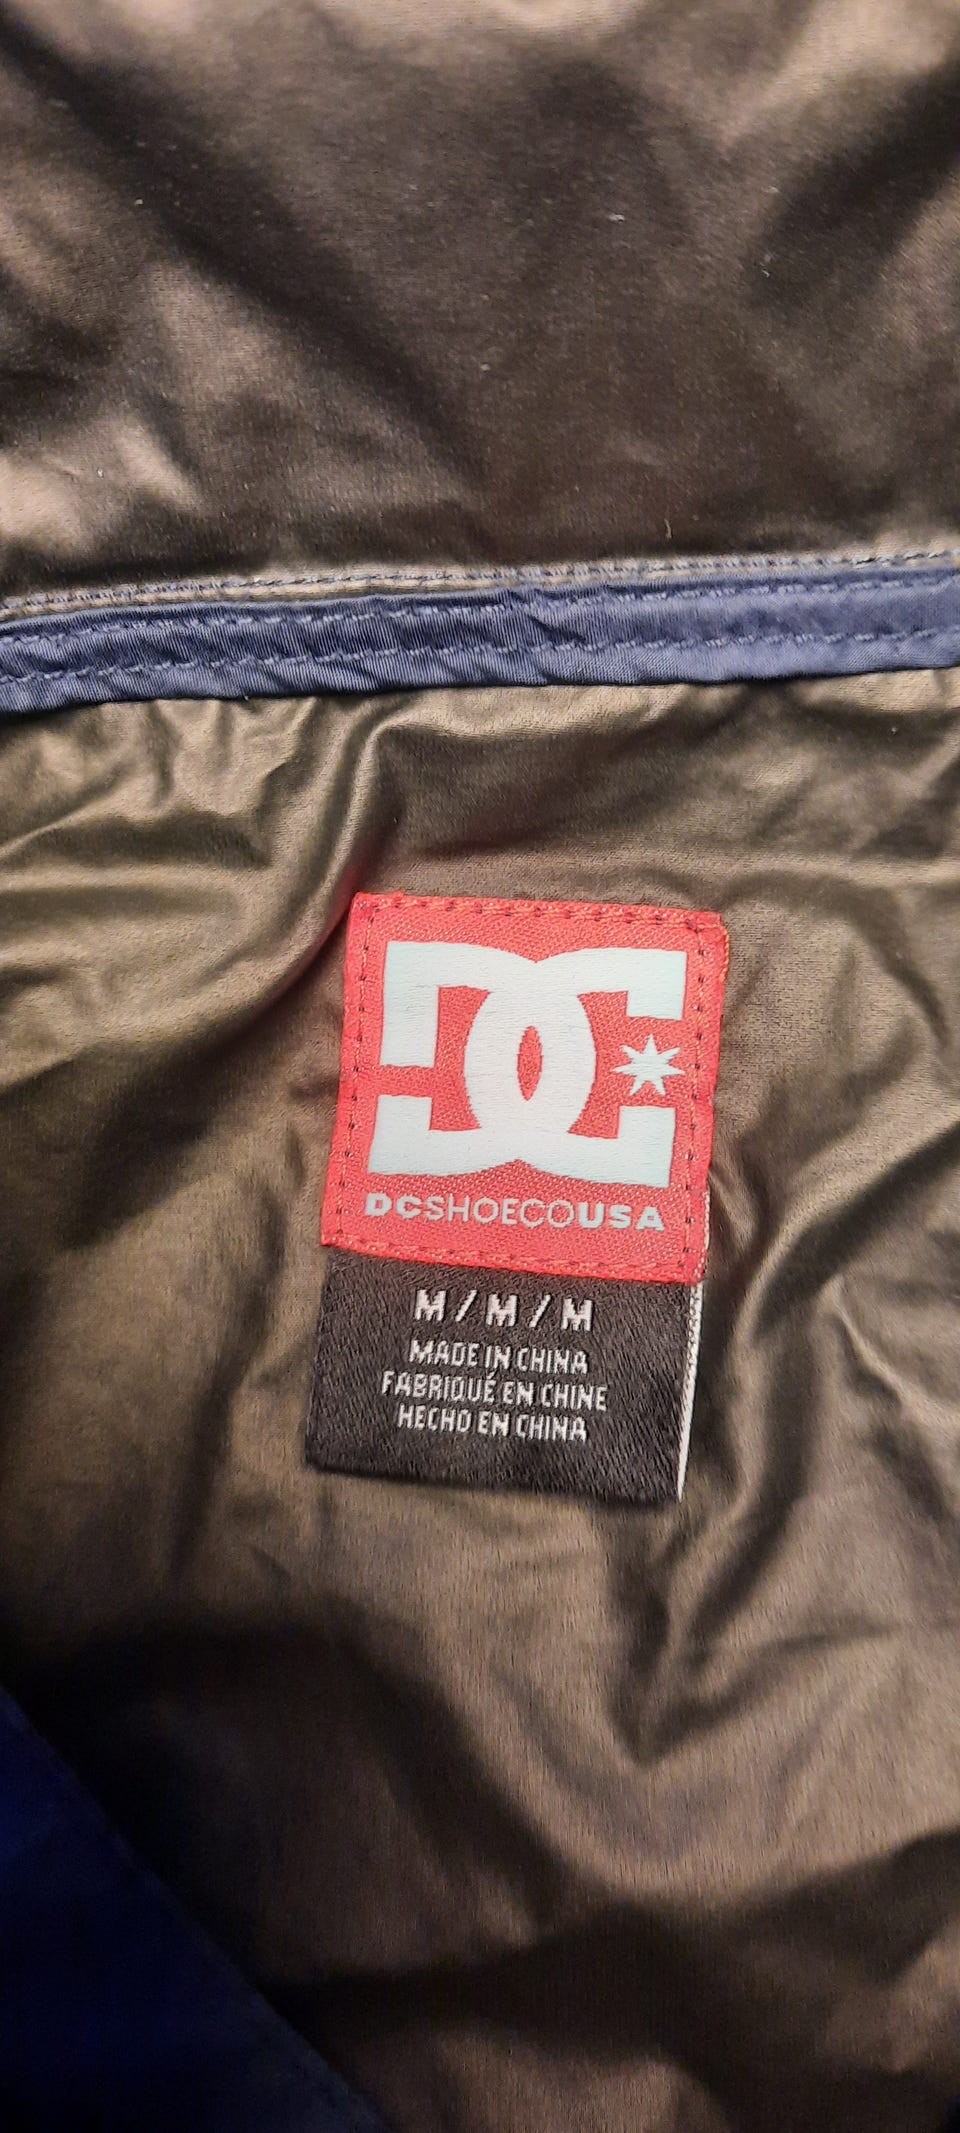 DC
DCSHOECOUSA
M/M/M
MADE IN CHINA
FABRIQUÉ EN CHINE
HECHO EN CHINA